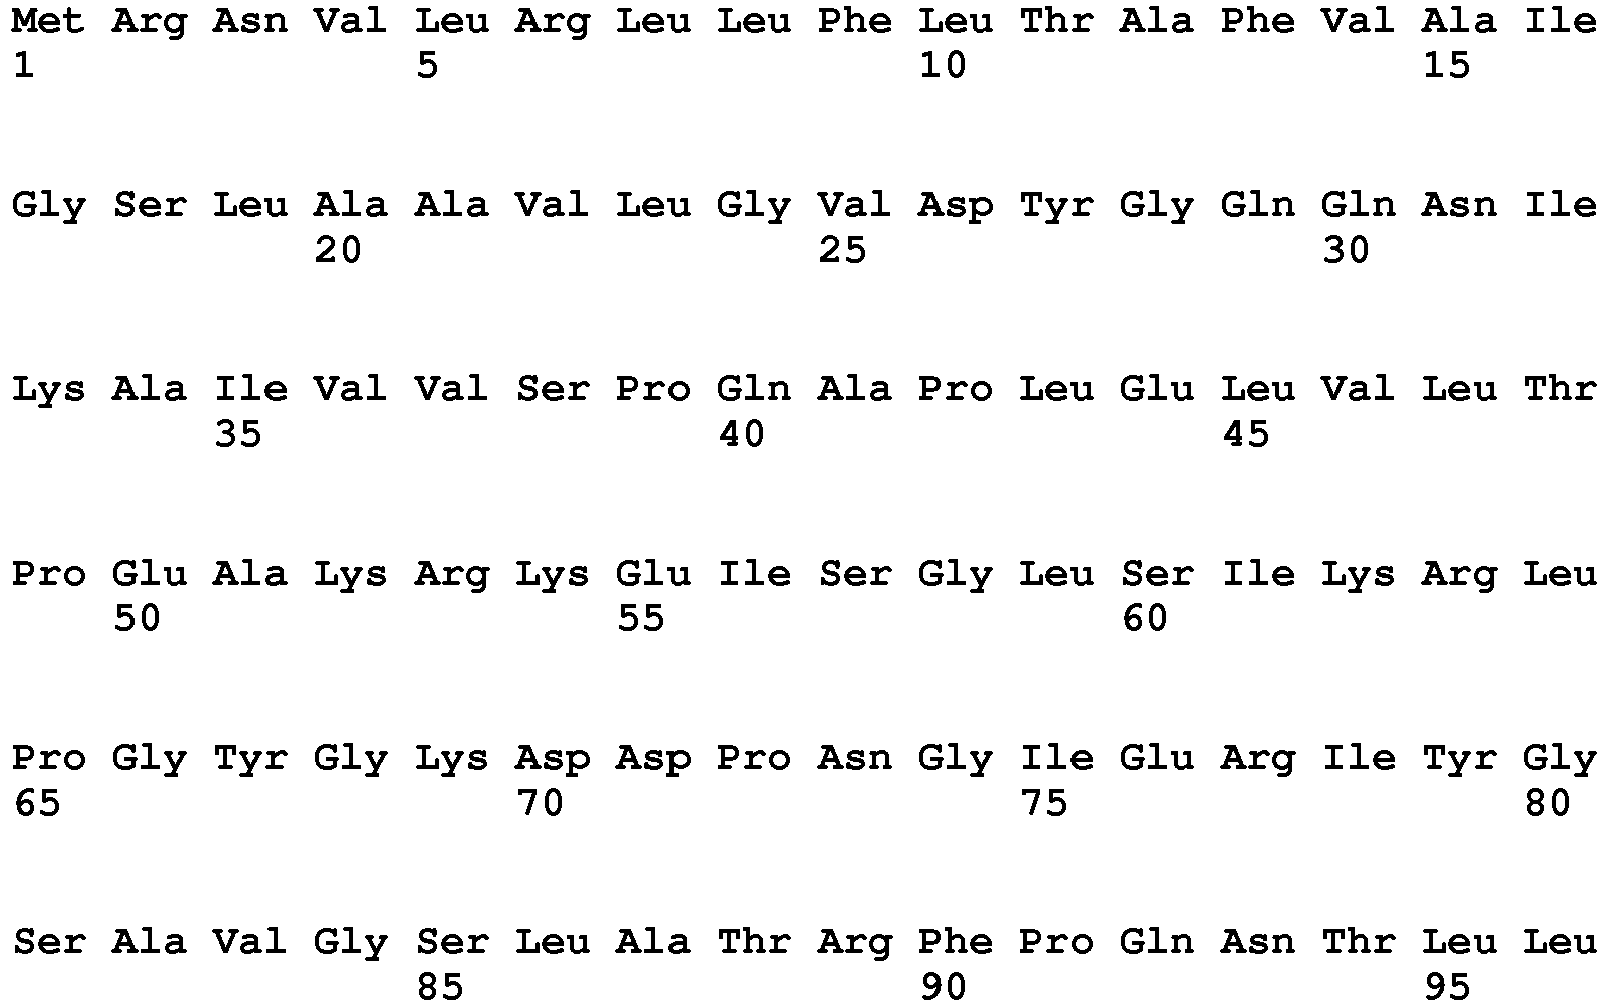 Met Arg Asn Val Leu Arg Leu Leu Phe Leu Thr Ala Phe Val Ala Ile
1 5 10 15
Gly Ser Leu Ala Ala Val Leu Gly Val Asp Tyr Gly Gln Gln Asn Ile
20 25 30
Lys Ala Ile Val Val Ser Pro Gln Ala Pro Leu Glu Leu Val Leu Thr
35 40 45
Pro Glu Ala Lys Arg Lys Glu Ile Ser Gly Leu Ser Ile Lys Arg Leu
50 55 60
Pro Gly Tyr Gly Lys Asp Asp Pro Asn Gly Ile Glu Arg Ile Tyr Gly
65 70 75 80
Ser Ala Val Gly Ser Leu Ala Thr Arg Phe Pro Gln Asn Thr Leu Leu
85 90 95